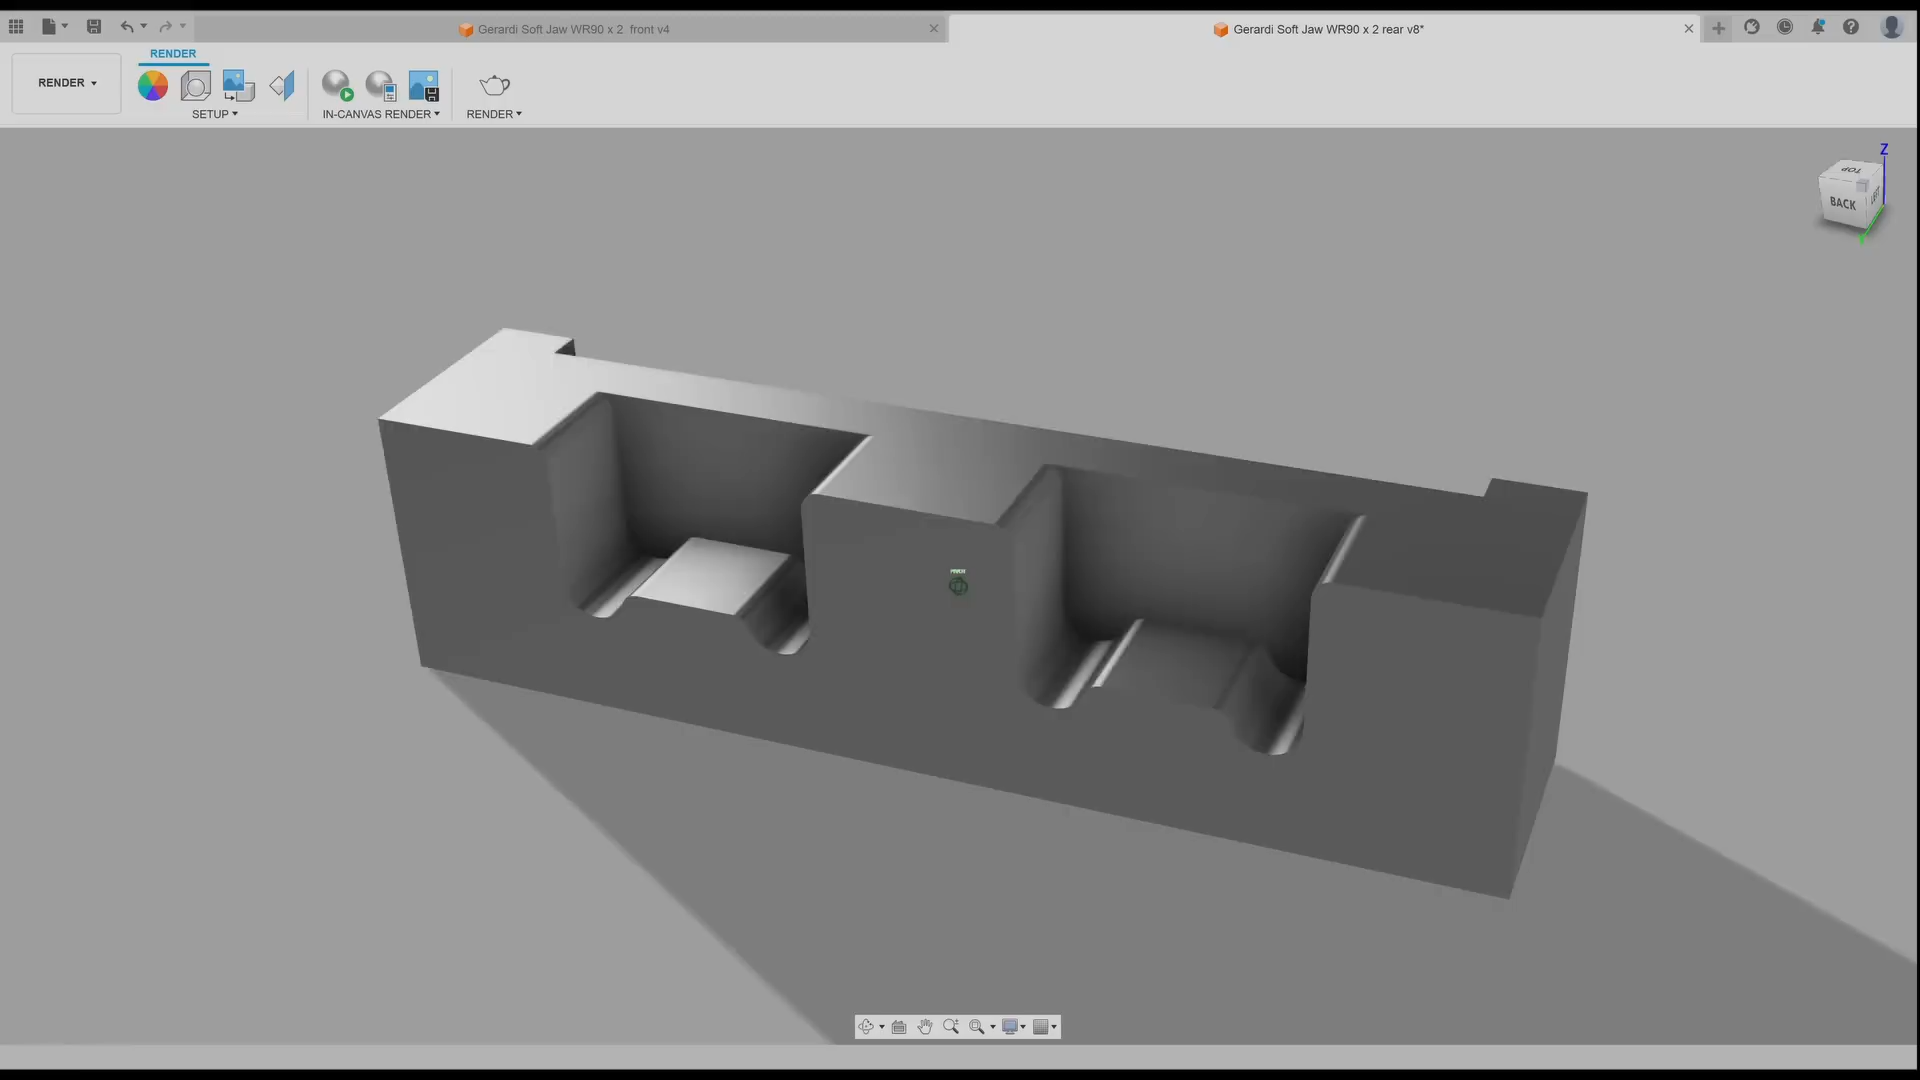 Gerardi Soft Jaw WR90 x 2 front v4
Gerardi Soft Jaw WR90 x 2 rear v8*
RENDER
RENDER
SETUP
IN-CANVAS RENDER
RENDER
Z
TOP
BACK